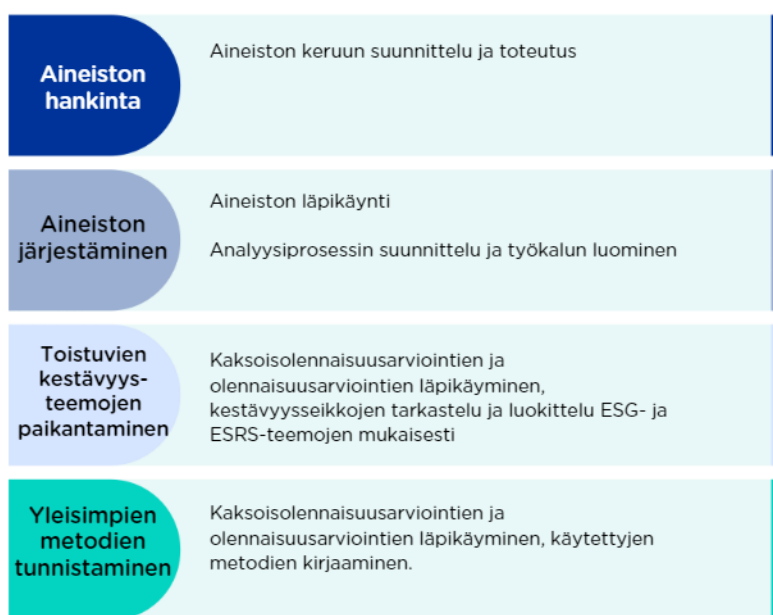 Aineiston
hankinta
Aineiston keruun suunnittelu ja toteutus
Aineiston
järjestäminen
Aineiston läpikäynti
Analyysiprosessin suunnittelu ja työkalun luominen
Toistuvien
kestävyys-
teemojen
paikantaminen
Kaksoisolennaisuusarviointien ja
olennaisuusarviointien läpikäyminen,
kestävyysseikkojen tarkastelu ja luokittelu ESG- ja
ESRS-teemojen mukaisesti
Yleisimpien
metodien
tunnistaminen
Kaksoisolennaisuusarviointien ja
olennaisuusarviointien läpikäyminen, käytettyjen
metodien kirjaaminen.